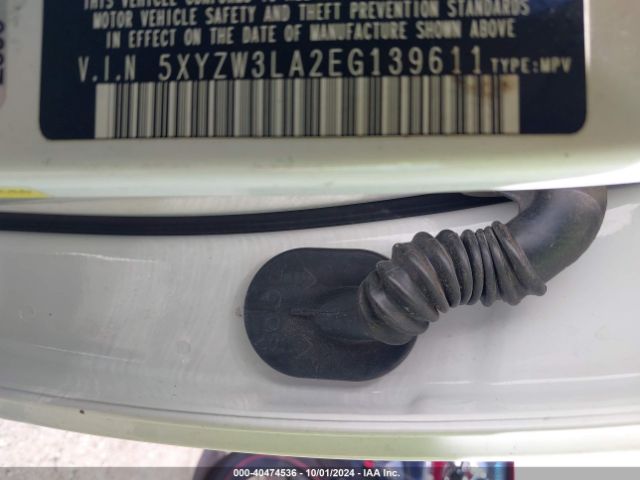 MOTOR VEHICLE SAFETY AND THEFT PREVENTION STANDARDS
IN EFFECT ON THE DATE OF MANUFACTURE SHOWN ABOVE
V.I.N 5XYZW3LA2EG139611 TYPE:MPV
000-40474536 | 10/01/2024 | IAA Inc.